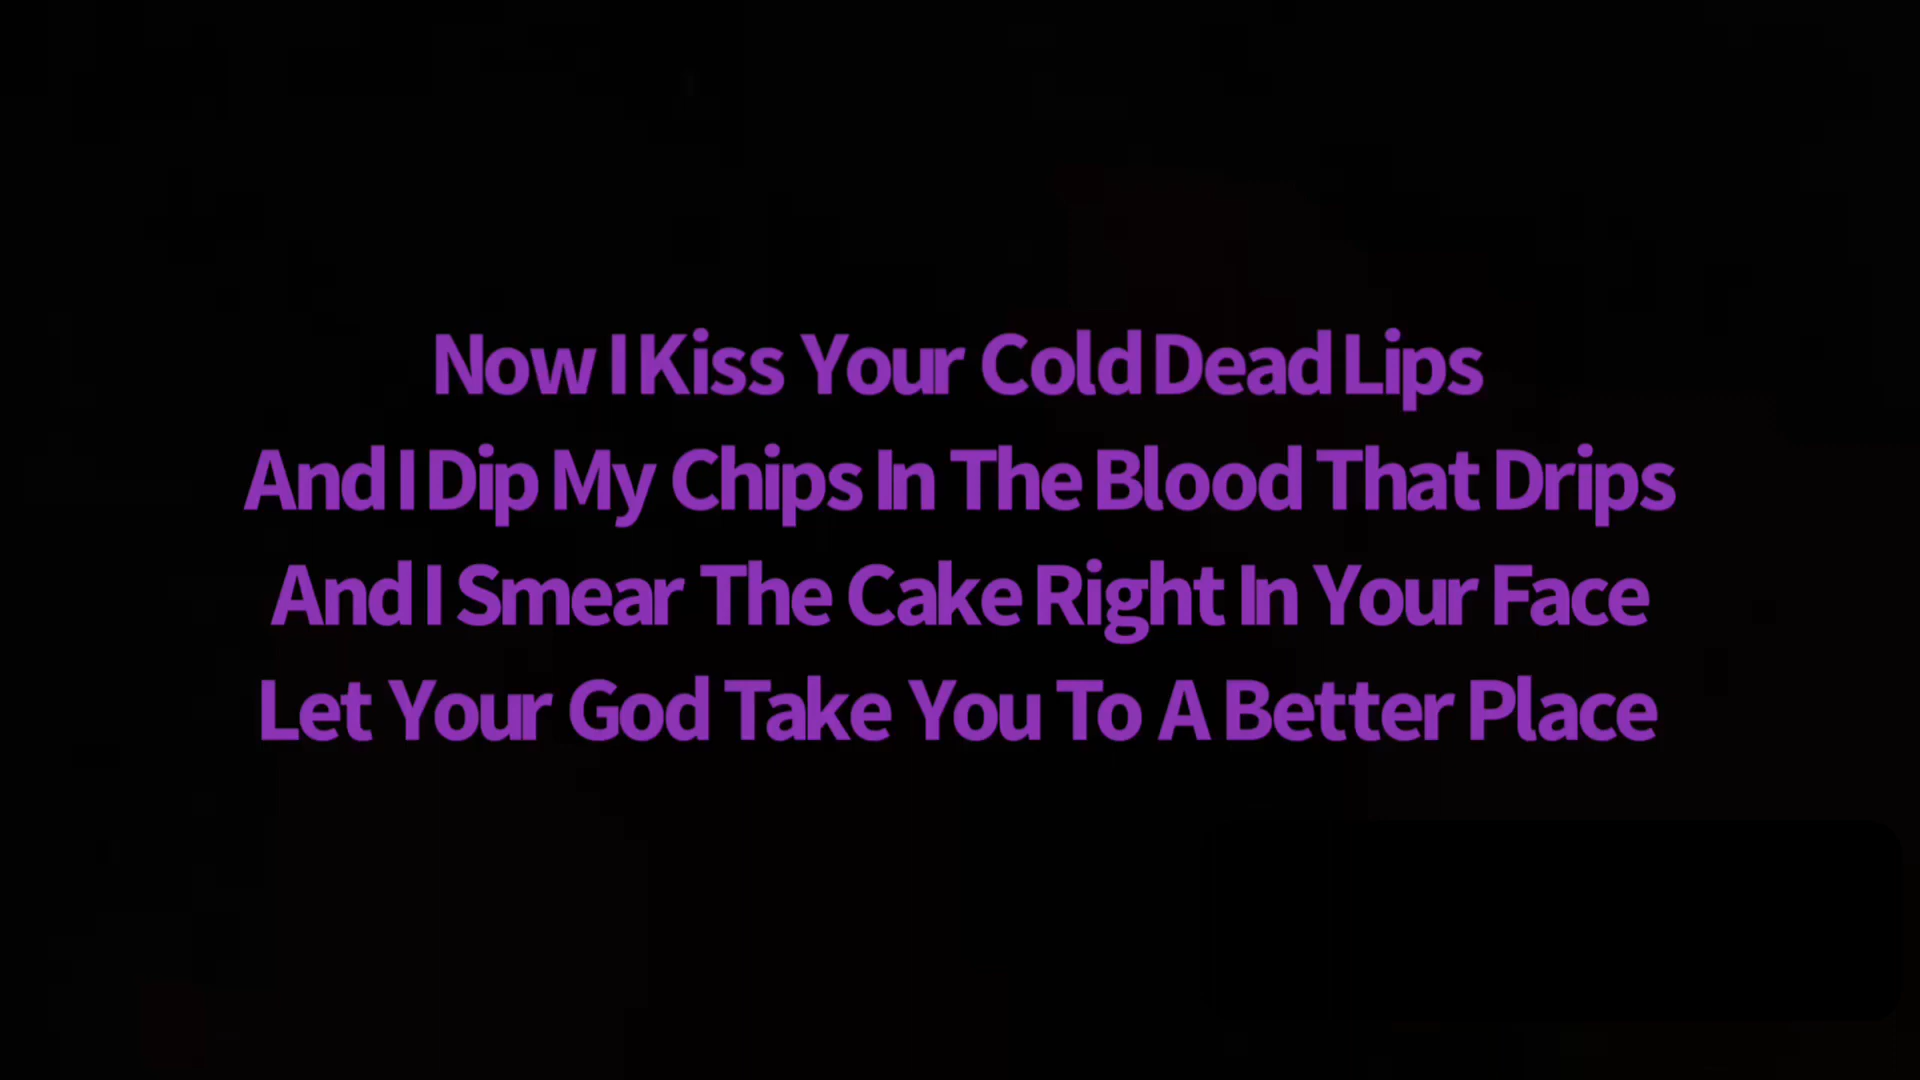 Now I Kiss Your Cold Dead Lips
And I Dip My Chips In The Blood That Drips
And I Smear The Cake Right In Your Face
Let Your God Take You To A Better Place